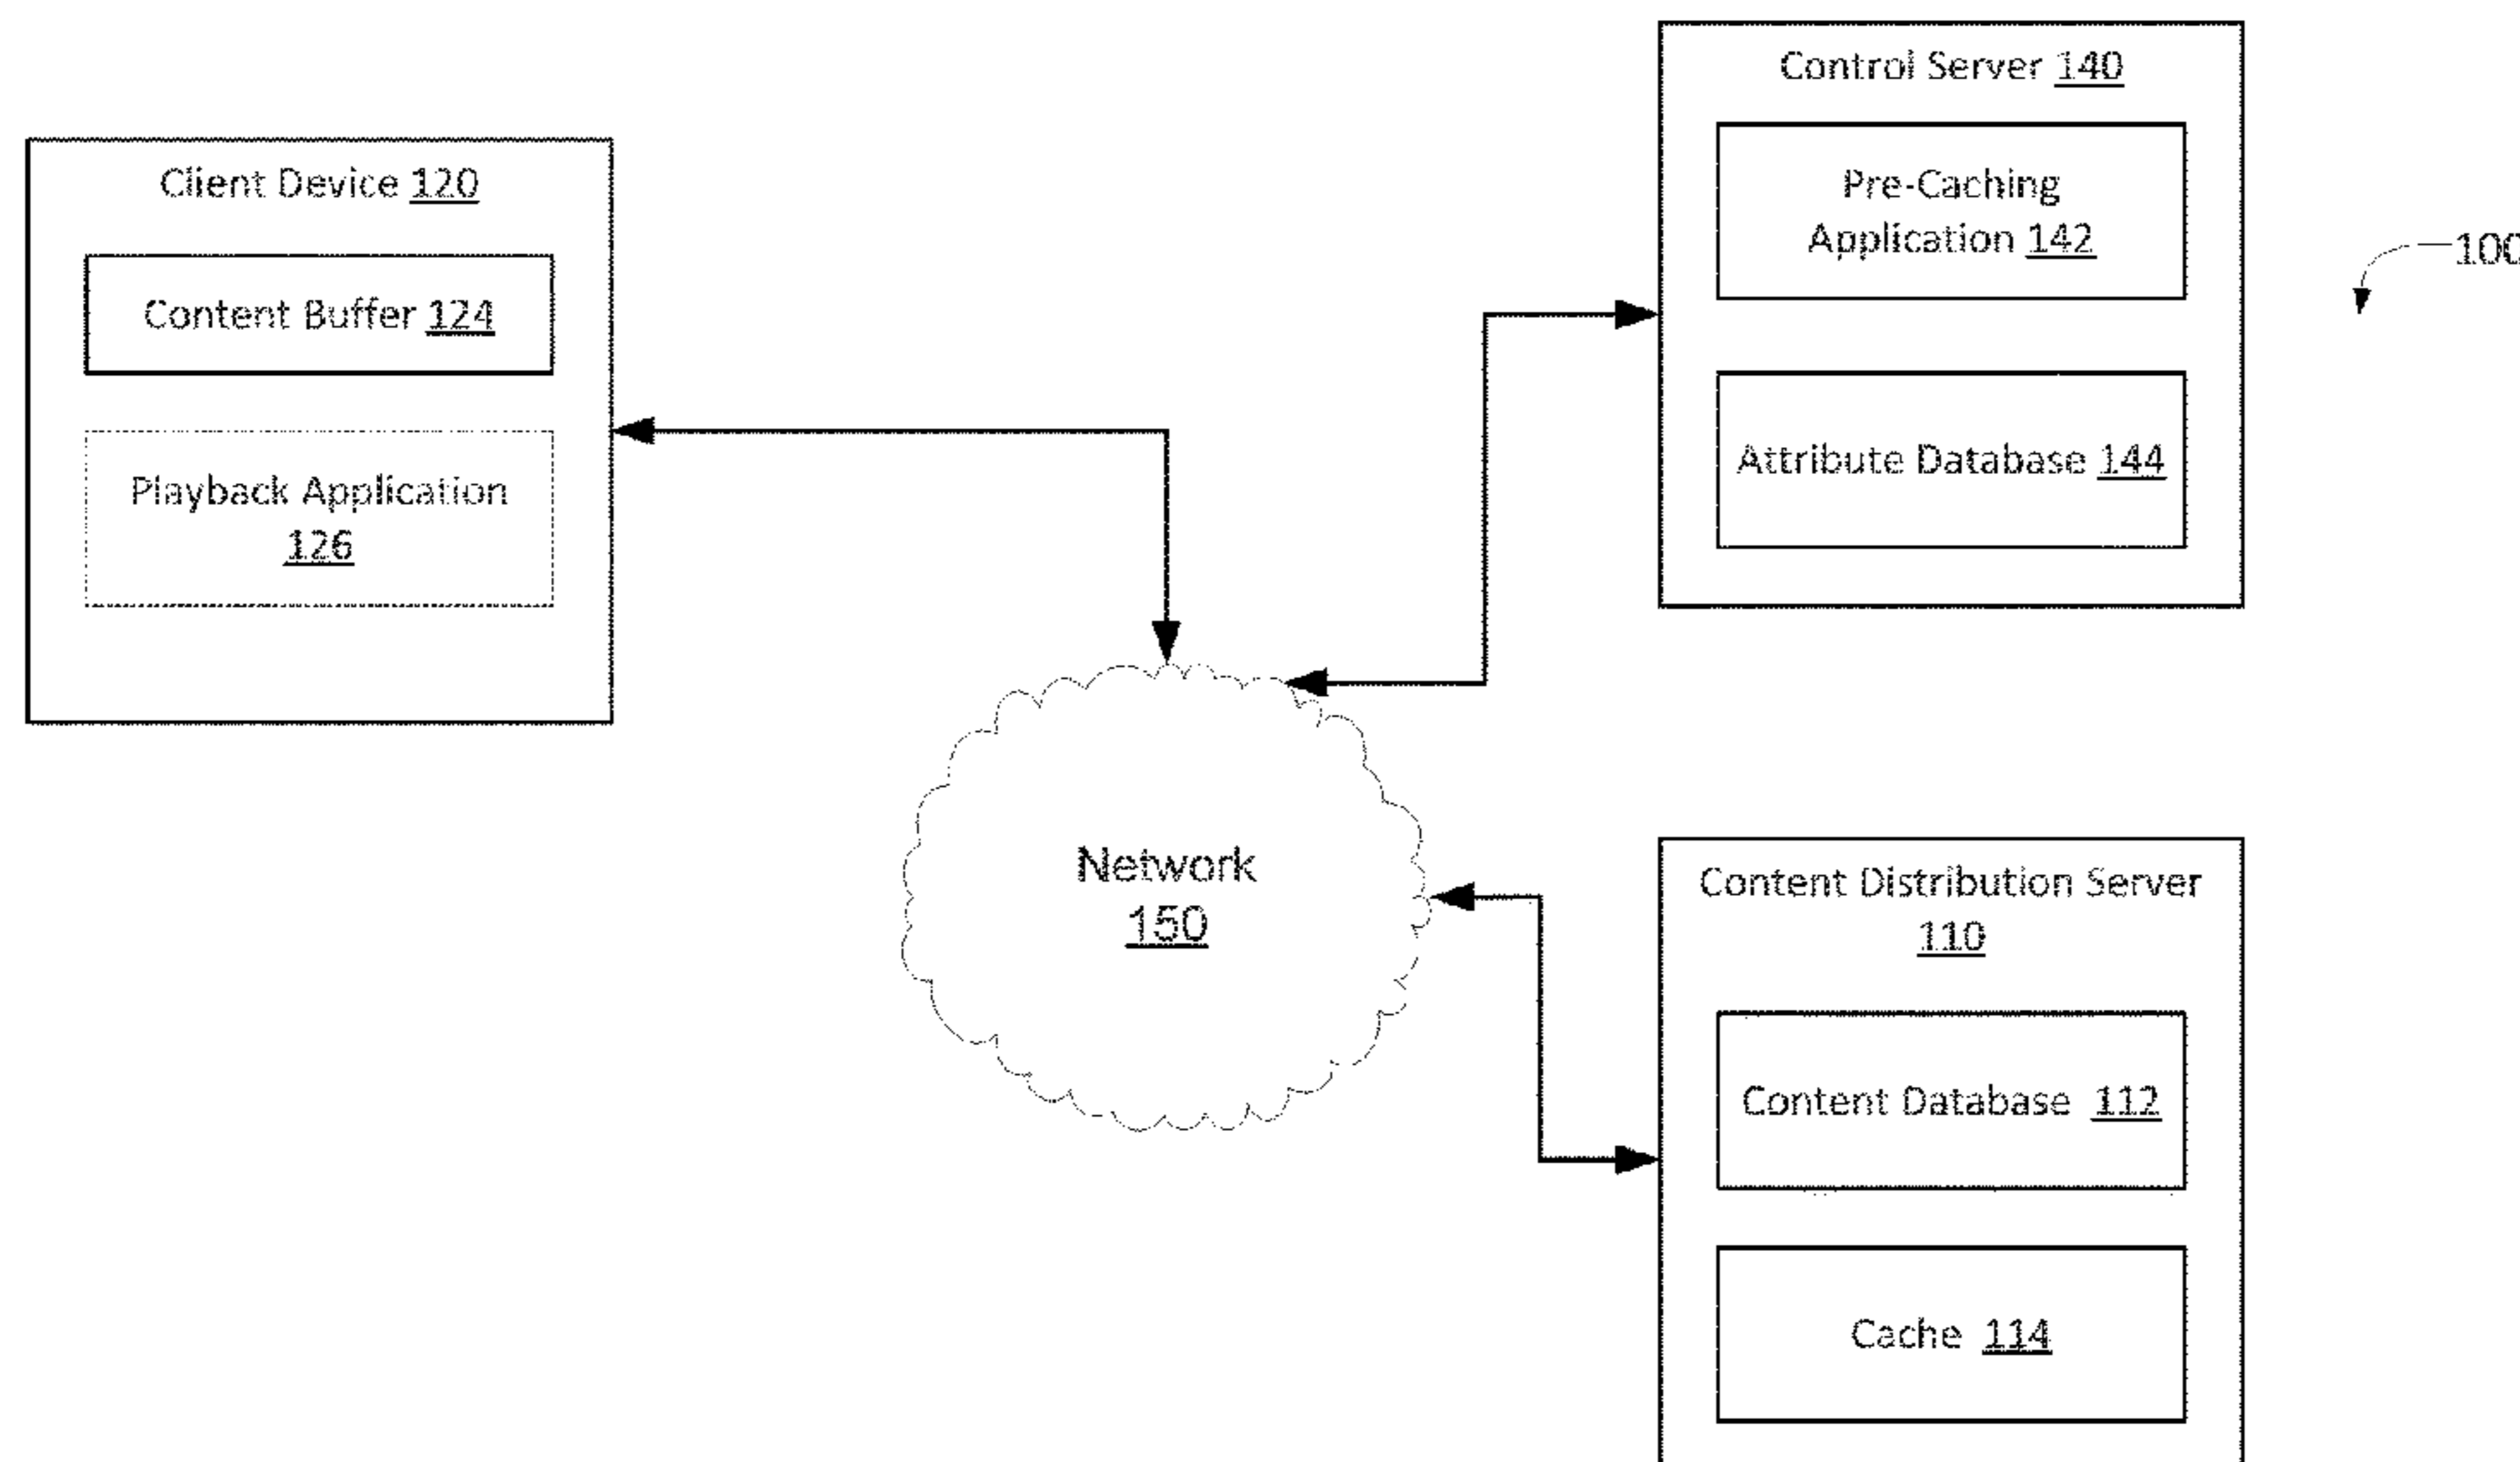 Control Server 140
Pre-Caching
Application 142
Attribute Database 144
100
Client Device 120
Content Buffer 124
Playback Application
126
Network
150
Content Distribution Server
110
Content Database 112
Cache 114